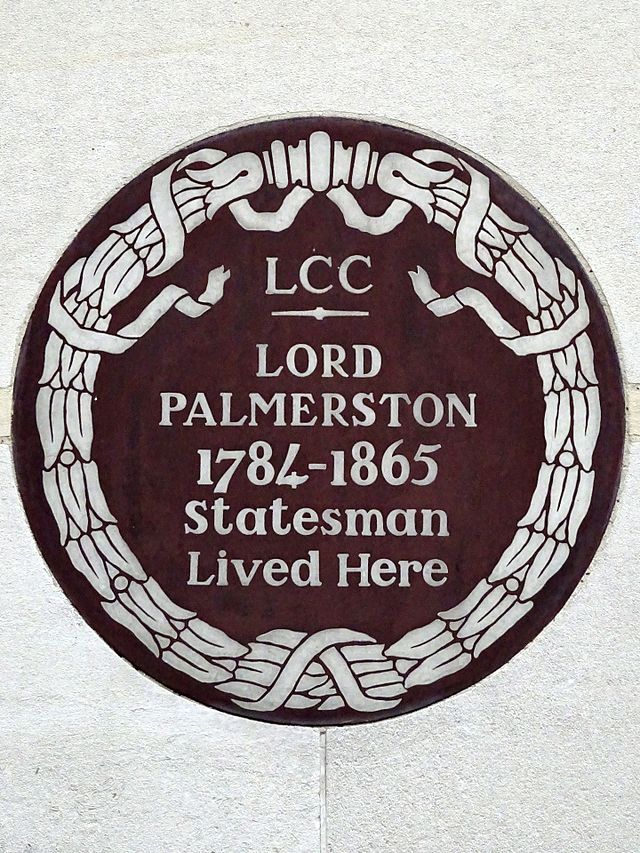 LCC
LORD
PALMERSTON
1784-1865
Statesman
Lived Here